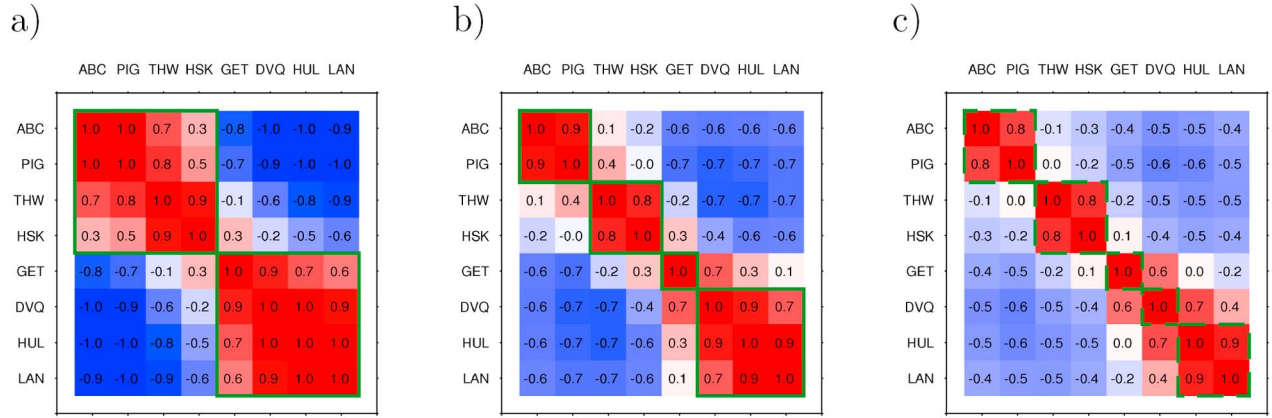 a)
ABC PIG THW HSK GET DVQ HUL LAN
ABC 1.0 1.0 0.7 0.3 -0.8 -1.0 -1.0 -0.9
PIG 1.0 1.0 0.8 0.5 -0.7 -0.9 -1.0 -1.0
THW 0.7 0.8 1.0 0.9 -0.1 -0.6 -0.8 -0.9
HSK 0.3 0.5 0.9 1.0 0.3 -0.2 -0.5 -0.6
GET -0.8 -0.7 -0.1 0.3 1.0 0.9 0.7 0.6
DVQ -1.0 -0.9 -0.6 -0.2 0.9 1.0 1.0 0.9
HUL -1.0 -1.0 -0.8 -0.5 0.7 1.0 1.0 1.0
LAN -0.9 -1.0 -0.9 -0.6 0.6 0.9 1.0 1.0
b)
ABC PIG THW HSK GET DVQ HUL LAN
ABC 1.0 0.9 0.1 -0.2 -0.6 -0.6 -0.6 -0.6
PIG 0.9 1.0 0.4 -0.0 -0.7 -0.7 -0.7 -0.7
THW 0.1 0.4 1.0 0.8 -0.2 -0.7 -0.7 -0.7
HSK -0.2 -0.0 0.8 1.0 0.3 -0.4 -0.6 -0.6
GET -0.6 -0.7 -0.2 0.3 1.0 0.7 0.3 0.1
DVQ -0.6 -0.7 -0.7 -0.4 0.7 1.0 0.9 0.7
HUL -0.6 -0.7 -0.7 -0.6 0.3 0.9 1.0 0.9
LAN -0.6 -0.7 -0.7 -0.6 0.1 0.7 0.9 1.0
c)
ABC PIG THW HSK GET DVQ HUL LAN
ABC 1.0 0.8 -0.1 -0.3 -0.4 -0.5 -0.5 -0.4
PIG 0.8 1.0 0.0 -0.2 -0.5 -0.6 -0.6 -0.5
THW -0.1 0.0 1.0 0.8 -0.2 -0.5 -0.5 -0.5
HSK -0.3 -0.2 0.8 1.0 0.1 -0.4 -0.5 -0.4
GET -0.4 -0.5 -0.2 0.1 1.0 0.6 0.0 -0.2
DVQ -0.5 -0.6 -0.5 -0.4 0.6 1.0 0.7 0.4
HUL -0.5 -0.6 -0.5 -0.5 0.0 0.7 1.0 0.9
LAN -0.4 -0.5 -0.5 -0.4 -0.2 0.4 0.9 1.0